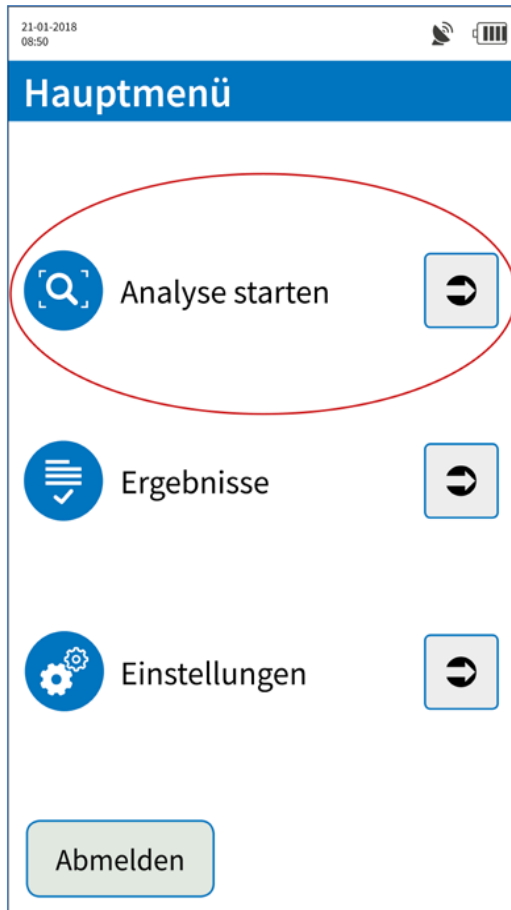 21-01-2018
08:50
Hauptmenü
Analyse starten
Ergebnisse
Einstellungen
Abmelden